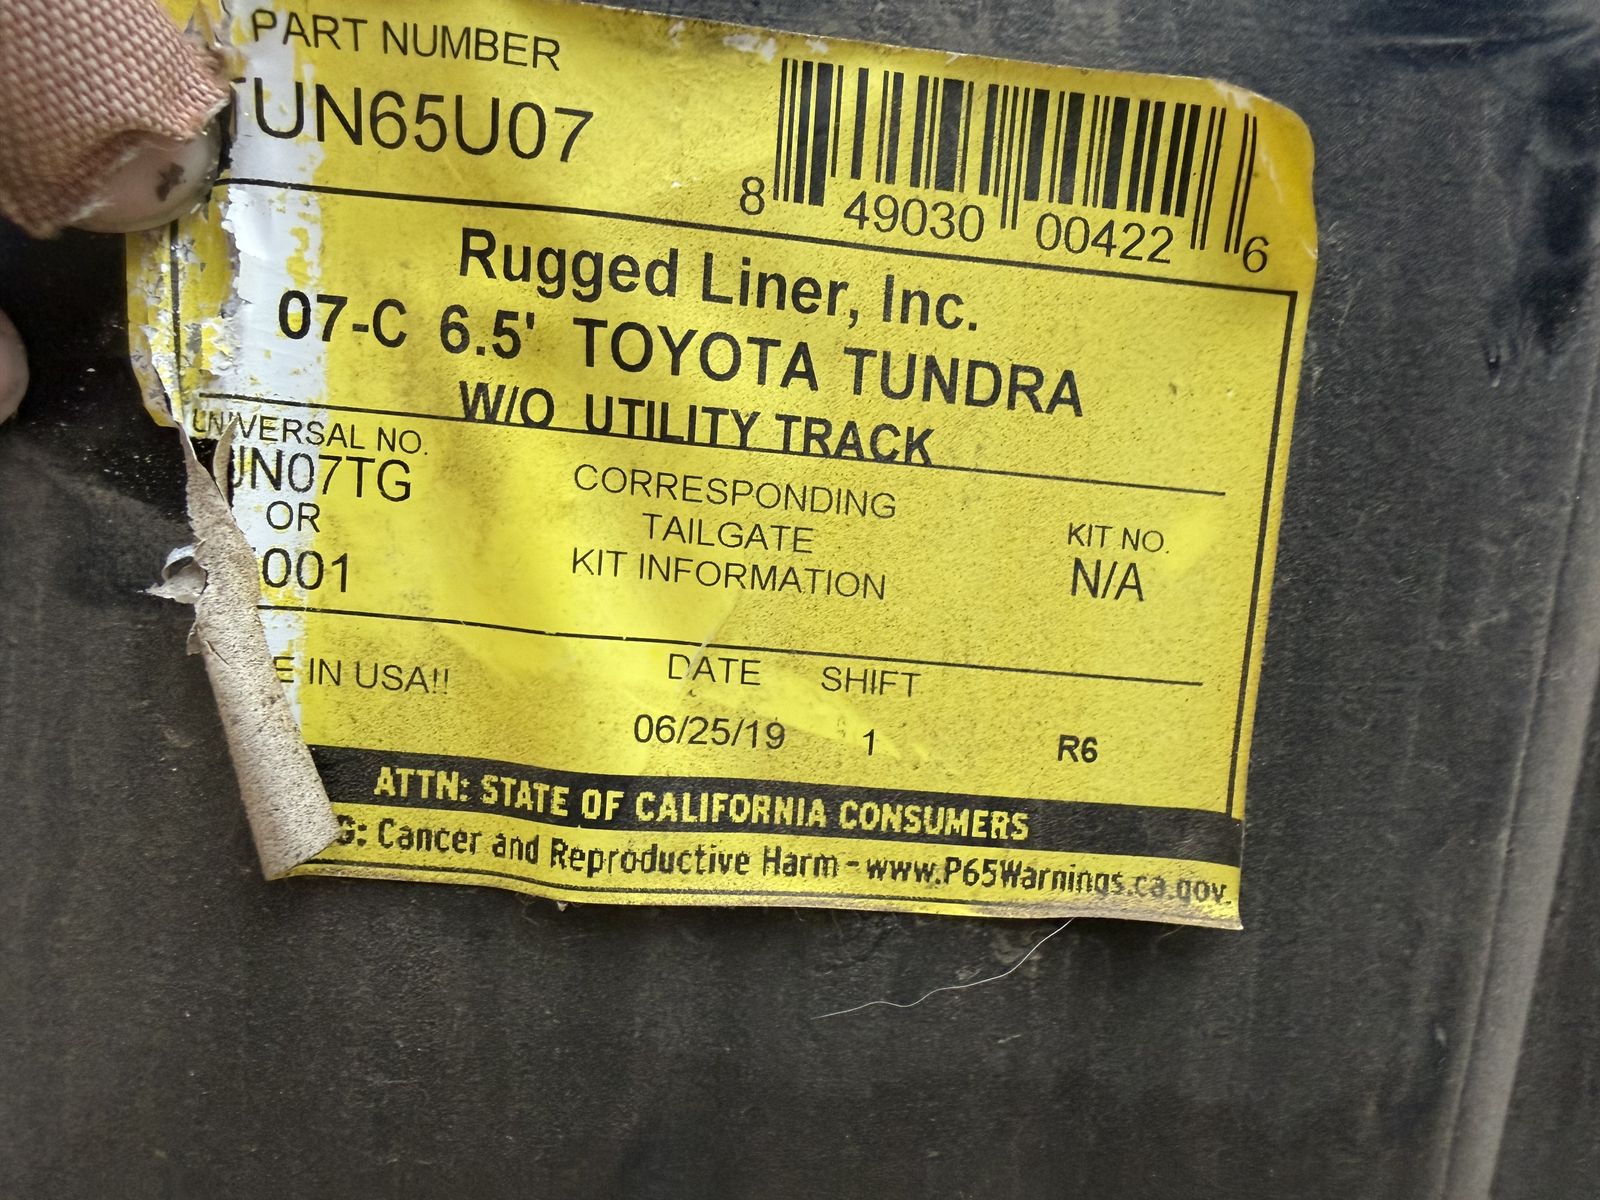 PART NUMBER
TUN65U07
8 49030 00422 6
Rugged Liner, Inc.
07-C 6.5' TOYOTA TUNDRA
W/O UTILITY TRACK
UNIVERSAL NO.
UN07TG
OR
001
CORRESPONDING
TAILGATE
KIT INFORMATION
KIT NO.
N/A
E IN USA!!
DATE SHIFT
06/25/19 1 R6
ATTN: STATE OF CALIFORNIA CONSUMERS
G: Cancer and Reproductive Harm - www.P65Warnings.ca.gov.